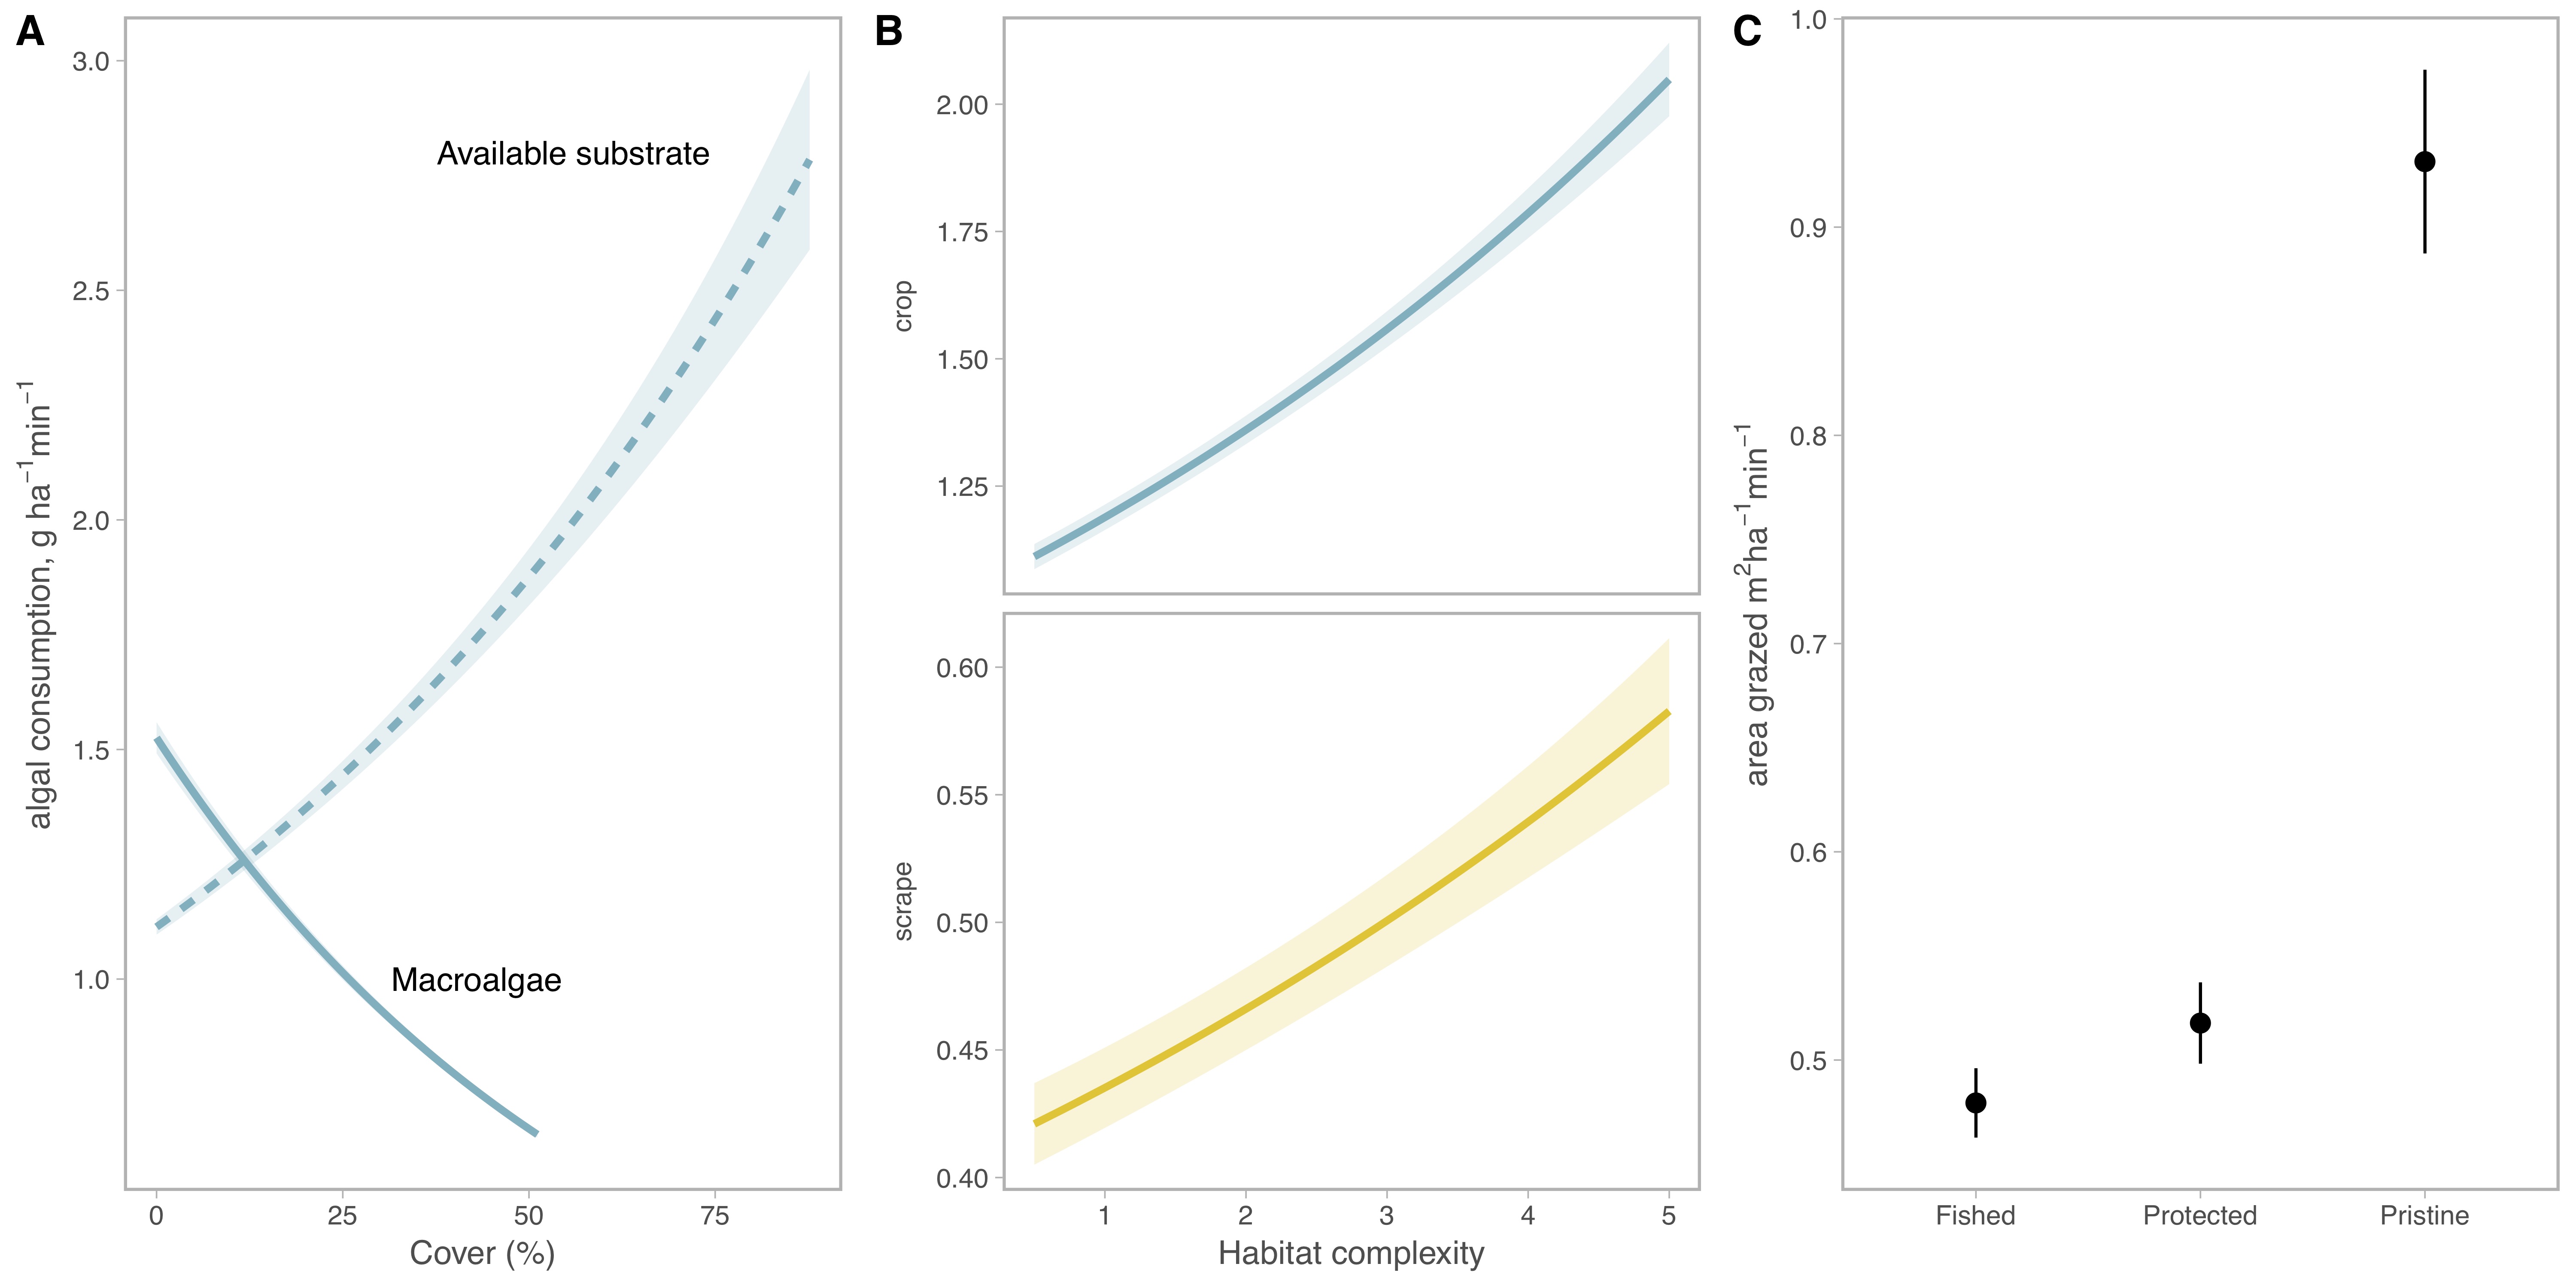 A
algal consumption, g ha⁻¹min⁻¹
3.0
2.5
2.0
1.5
1.0
Available substrate
Macroalgae
0 25 50 75
Cover (%)
B
crop
2.00
1.75
1.50
1.25
scrape
0.60
0.55
0.50
0.45
0.40
1 2 3 4 5
Habitat complexity
C
area grazed m²ha⁻¹min⁻¹
1.0
0.9
0.8
0.7
0.6
0.5
Fished Protected Pristine